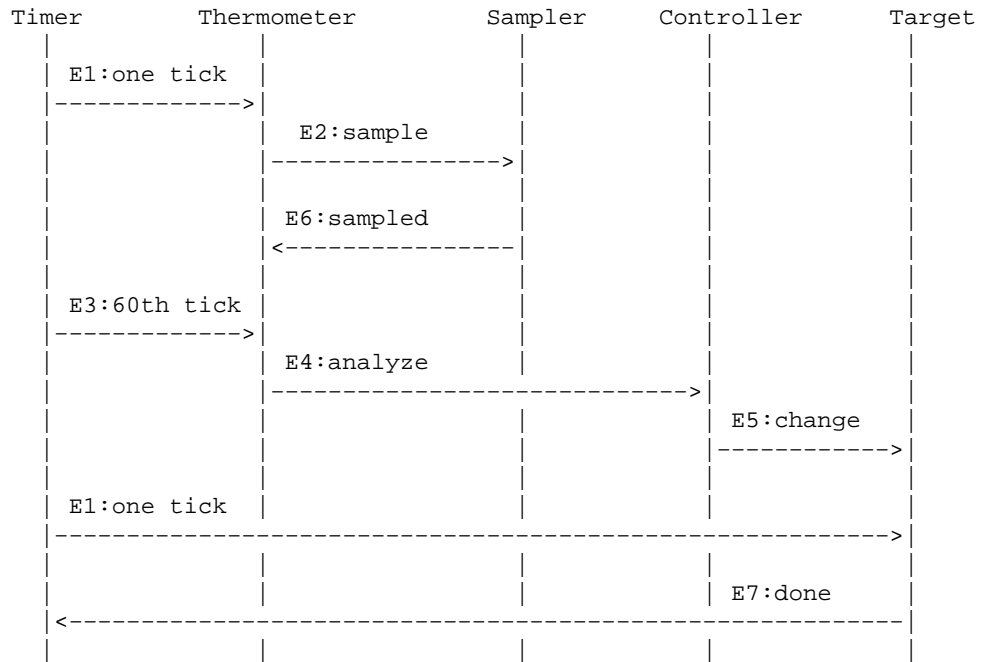 Timer Thermometer Sampler Controller Target
E1:one tick
E2:sample
E6:sampled
E3:60th tick
E4:analyze
E5:change
E1:one tick
E7:done